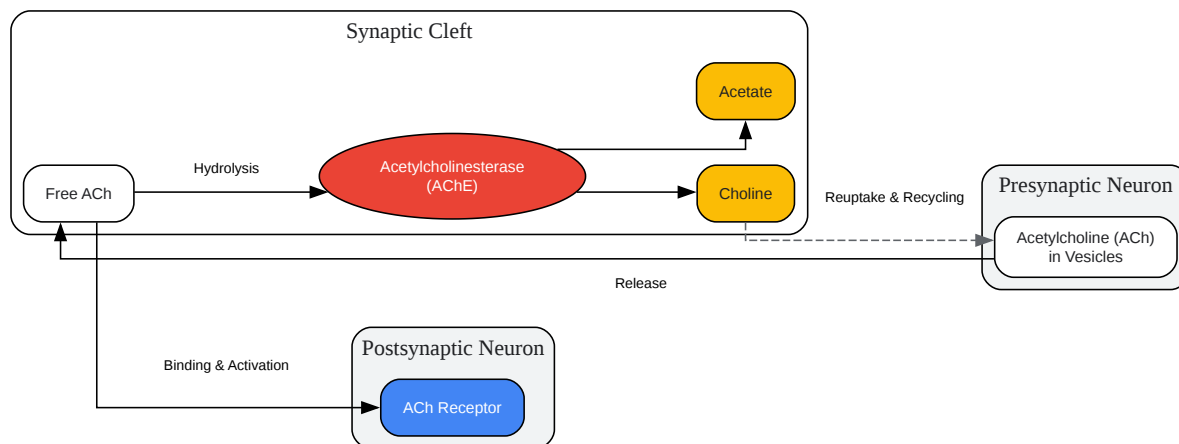 Synaptic Cleft
Acetate
Acetylcholinesterase
(AChE)
Hydrolysis
Free ACh
Choline
Presynaptic Neuron
Reuptake & Recycling
Acetylcholine (ACh)
in Vesicles
Release
Postsynaptic Neuron
Binding & Activation
ACh Receptor